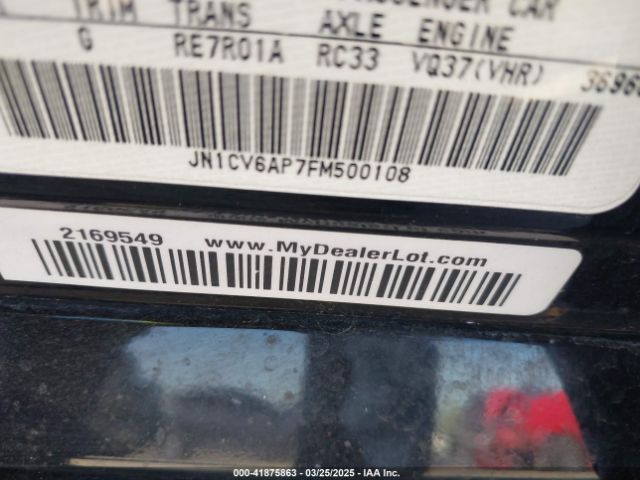 TRIM TRANS AXLE ENGINE
G RE7R01A RC33 VQ37(VHR)
JN1CV6AP7FM500108
2169549 www.MyDealerLot.com
000-41875863 — 03/25/2025 — IAA Inc.